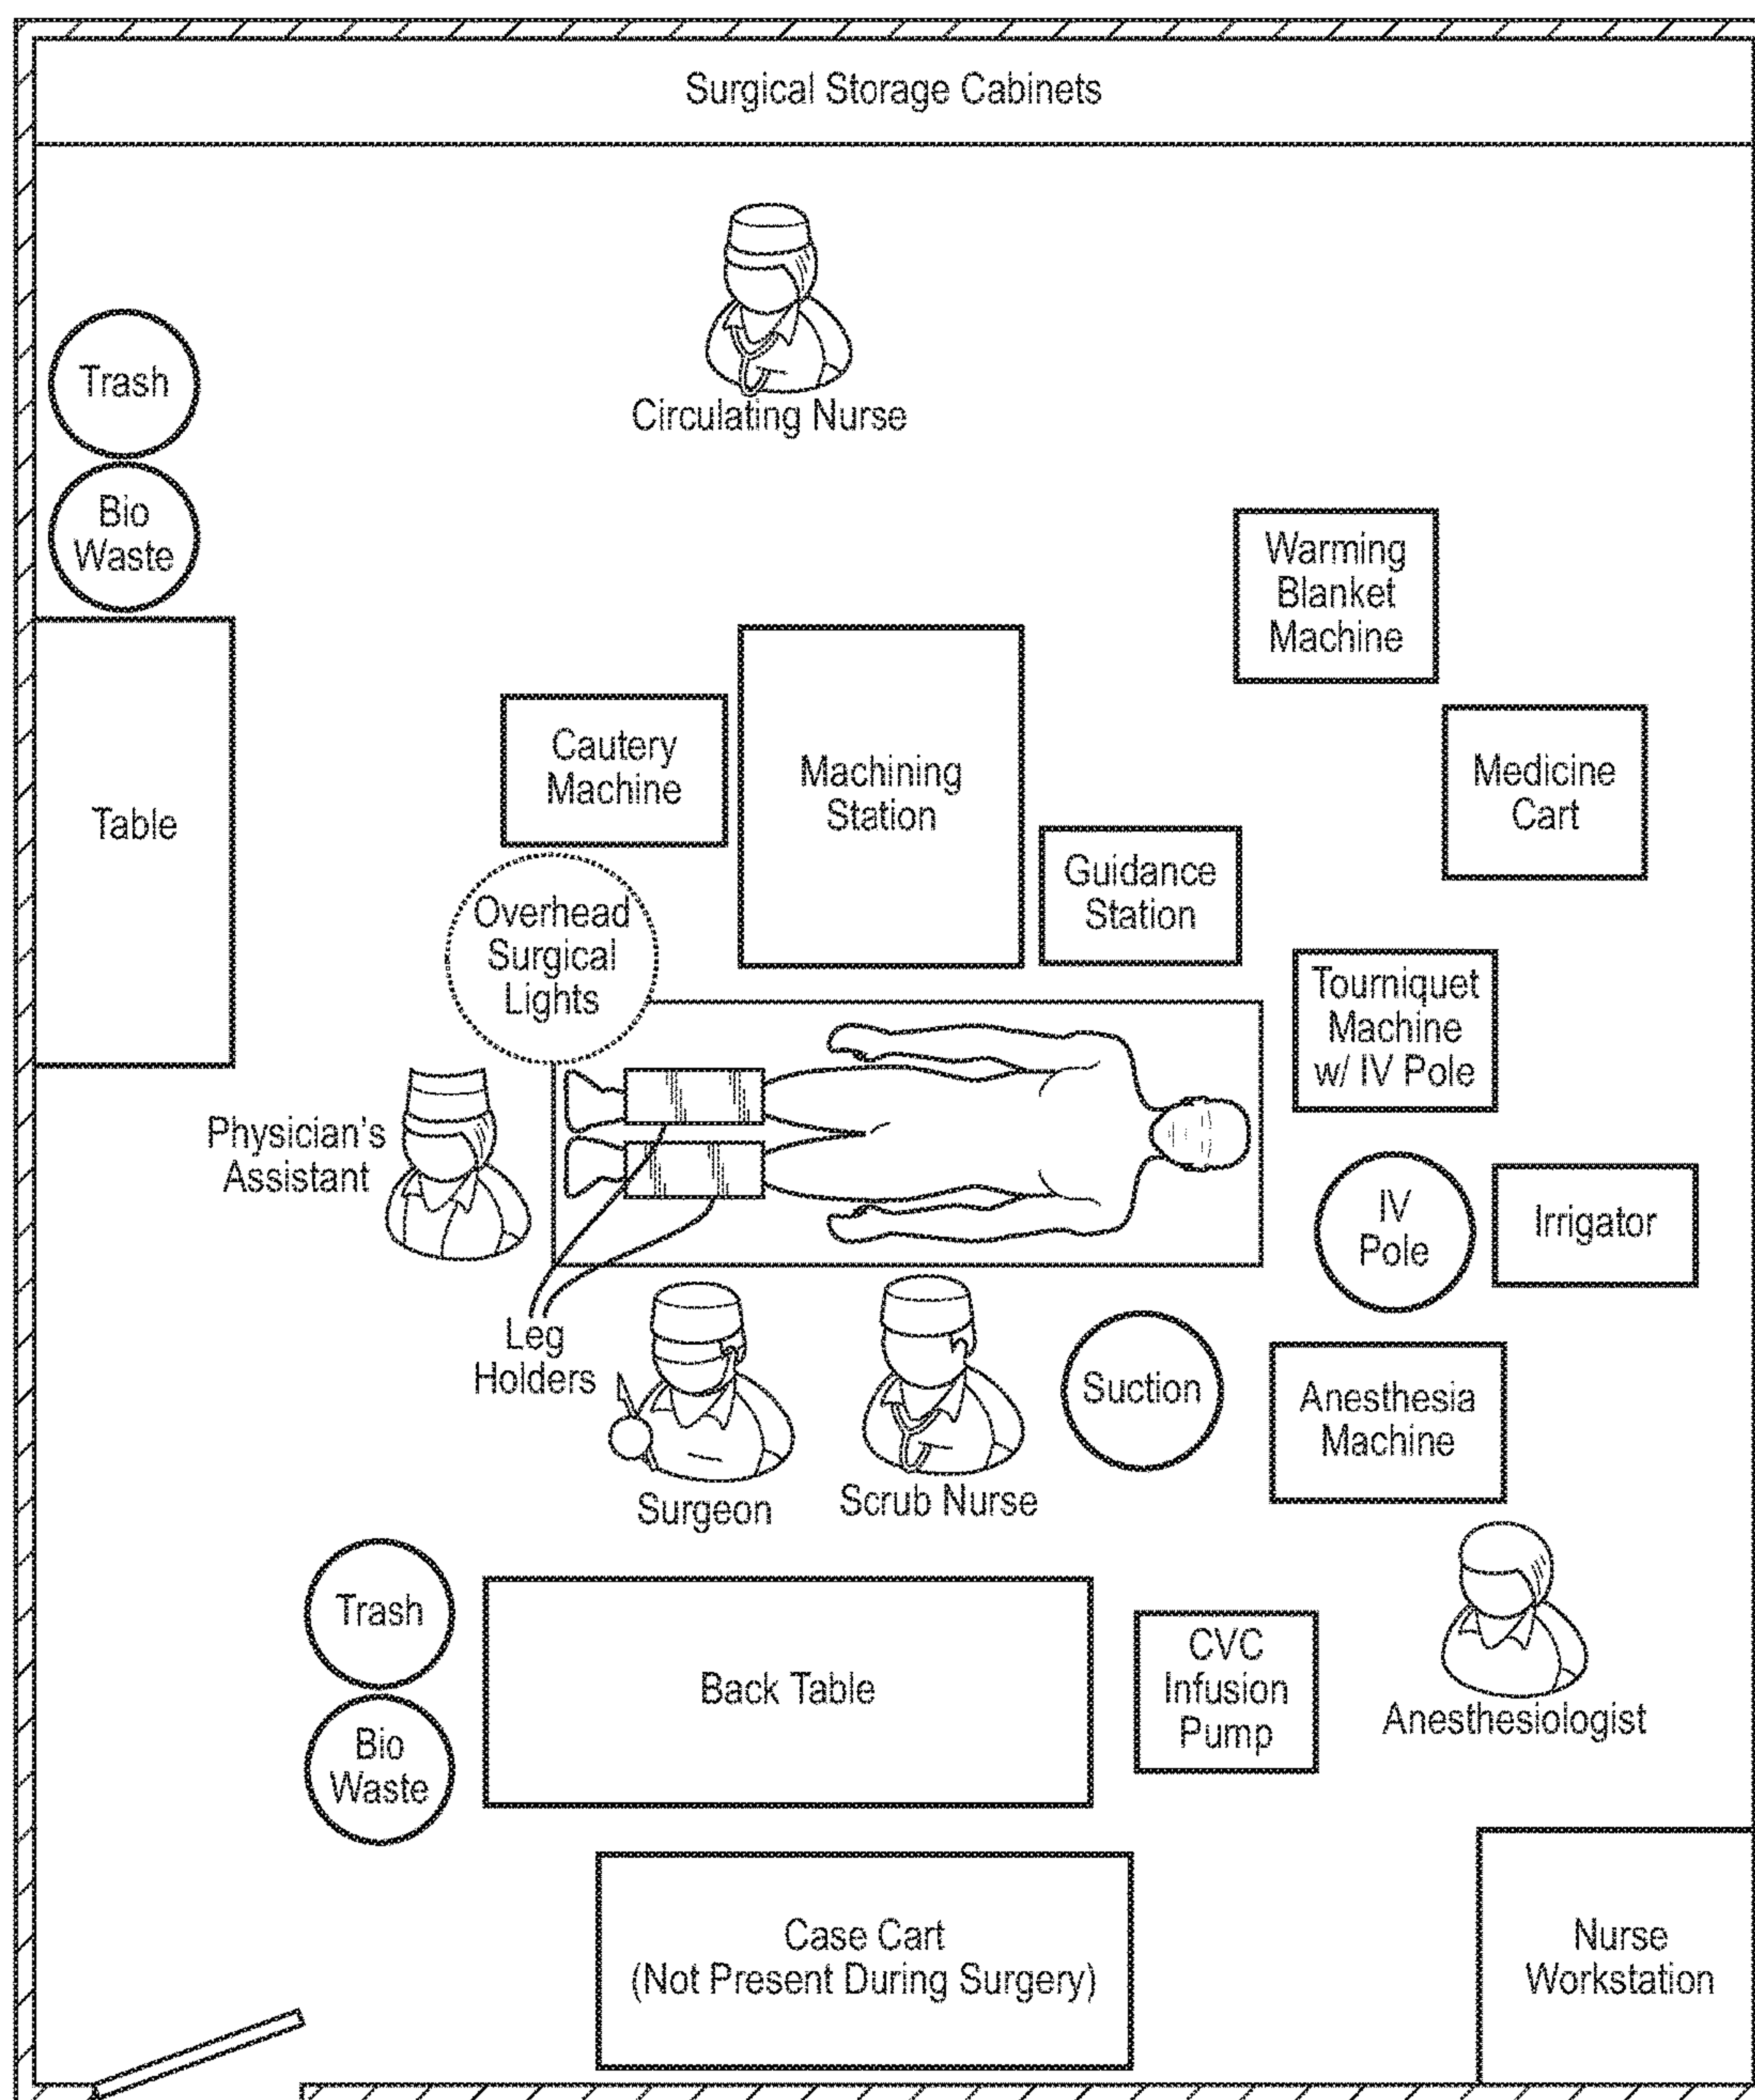 Surgical Storage Cabinets
Circulating Nurse
Trash
Bio
Waste
Table
Warming
Blanket
Machine
Cautery
Machine
Machining
Station
Medicine
Cart
Guidance
Station
Overhead
Surgical
Lights
Tourniquet
Machine
w/ IV Pole
Physician's
Assistant
IV
Pole
Irrigator
Leg
Holders
Surgeon
Scrub Nurse
Suction
Anesthesia
Machine
Trash
Bio
Waste
Back Table
CVC
Infusion
Pump
Anesthesiologist
Case Cart
(Not Present During Surgery)
Nurse
Workstation